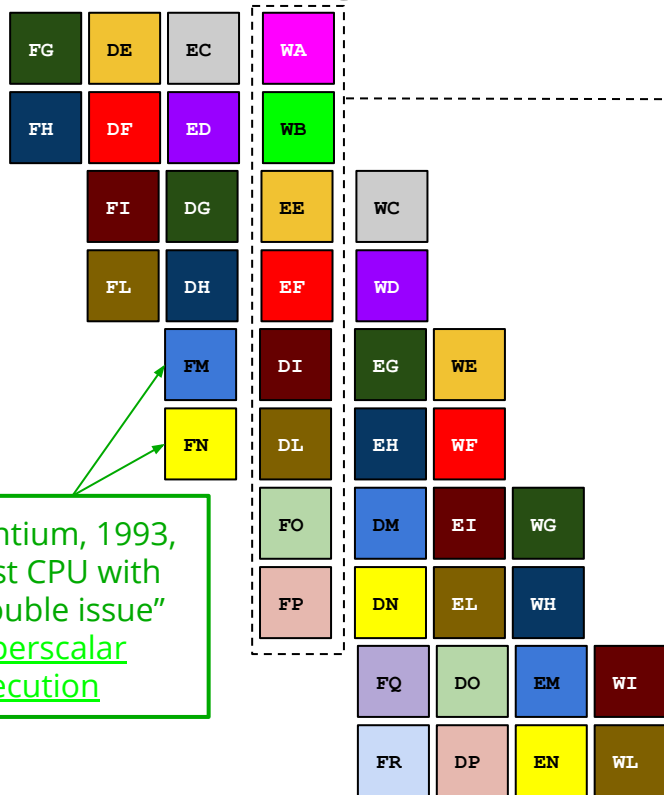 FG DE EC WA
FH DF ED WB
FI DG EE WC
FL DH EF WD
FM DI EG WE
FN DL EH WF
FO DM EI WG
FP DN EL WH
FQ DO EM WI
FR DP EN WL
ntium, 1993,
st CPU with
ouble issue”
perscalar
ecution